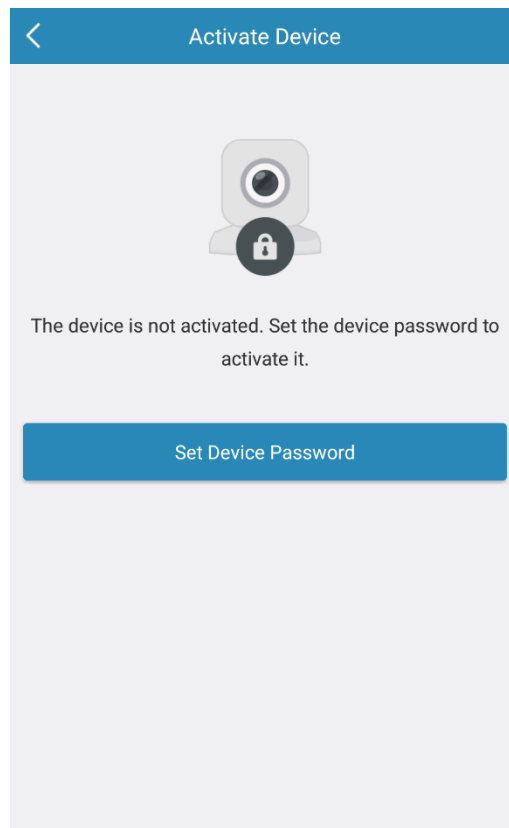 Activate Device
The device is not activated. Set the device password to
activate it.
Set Device Password